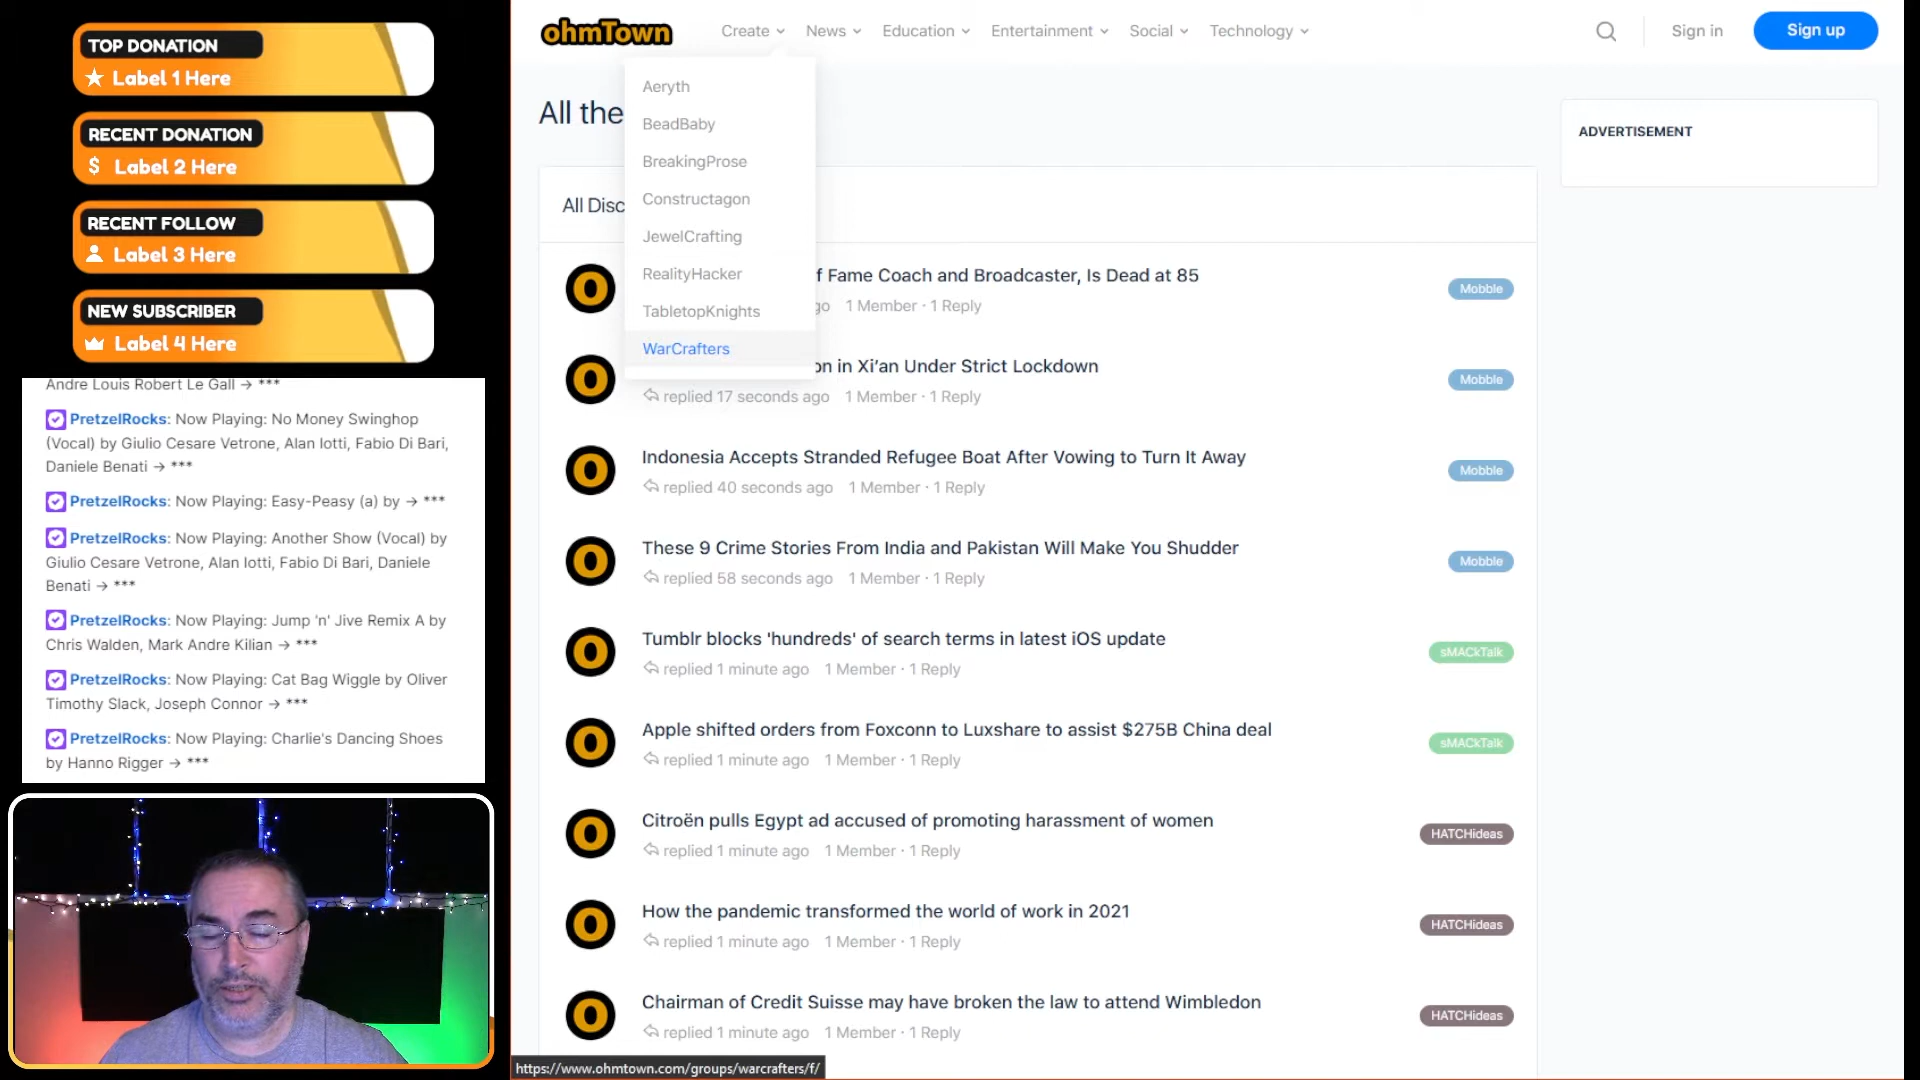 TOP DONATION
Label 1 Here
RECENT DONATION
$ Label 2 Here
RECENT FOLLOW
Label 3 Here
NEW SUBSCRIBER
Label 4 Here
Andre Louis Robert Le Gall → ***
PretzelRocks: Now Playing: No Money Swinghop
(Vocal) by Giulio Cesare Vetrone, Alan Iotti, Fabio Di Bari,
Daniele Benati → ***
PretzelRocks: Now Playing: Easy-Peasy (a) by → ***
PretzelRocks: Now Playing: Another Show (Vocal) by
Giulio Cesare Vetrone, Alan Iotti, Fabio Di Bari, Daniele
Benati → ***
PretzelRocks: Now Playing: Jump 'n' Jive Remix A by
Chris Walden, Mark Andre Kilian → ***
PretzelRocks: Now Playing: Cat Bag Wiggle by Oliver
Timothy Slack, Joseph Connor → ***
PretzelRocks: Now Playing: Charlie's Dancing Shoes
by Hanno Rigger → ***
ohmTown Create News Education Entertainment Social Technology Sign in Sign up
Aeryth
BeadBaby
BreakingProse
Constructagon
JewelCrafting
RealityHacker
TabletopKnights
WarCrafters
All the
ADVERTISEMENT
All Disc
f Fame Coach and Broadcaster, Is Dead at 85 Mobble
go 1 Member · 1 Reply
on in Xi’an Under Strict Lockdown Mobble
replied 17 seconds ago 1 Member · 1 Reply
Indonesia Accepts Stranded Refugee Boat After Vowing to Turn It Away Mobble
replied 40 seconds ago 1 Member · 1 Reply
These 9 Crime Stories From India and Pakistan Will Make You Shudder Mobble
replied 58 seconds ago 1 Member · 1 Reply
Tumblr blocks 'hundreds' of search terms in latest iOS update sMACkTalk
replied 1 minute ago 1 Member · 1 Reply
Apple shifted orders from Foxconn to Luxshare to assist $275B China deal sMACkTalk
replied 1 minute ago 1 Member · 1 Reply
Citroën pulls Egypt ad accused of promoting harassment of women HATCHideas
replied 1 minute ago 1 Member · 1 Reply
How the pandemic transformed the world of work in 2021 HATCHideas
replied 1 minute ago 1 Member · 1 Reply
Chairman of Credit Suisse may have broken the law to attend Wimbledon HATCHideas
replied 1 minute ago 1 Member · 1 Reply
https://www.ohmtown.com/groups/warcrafters/f/